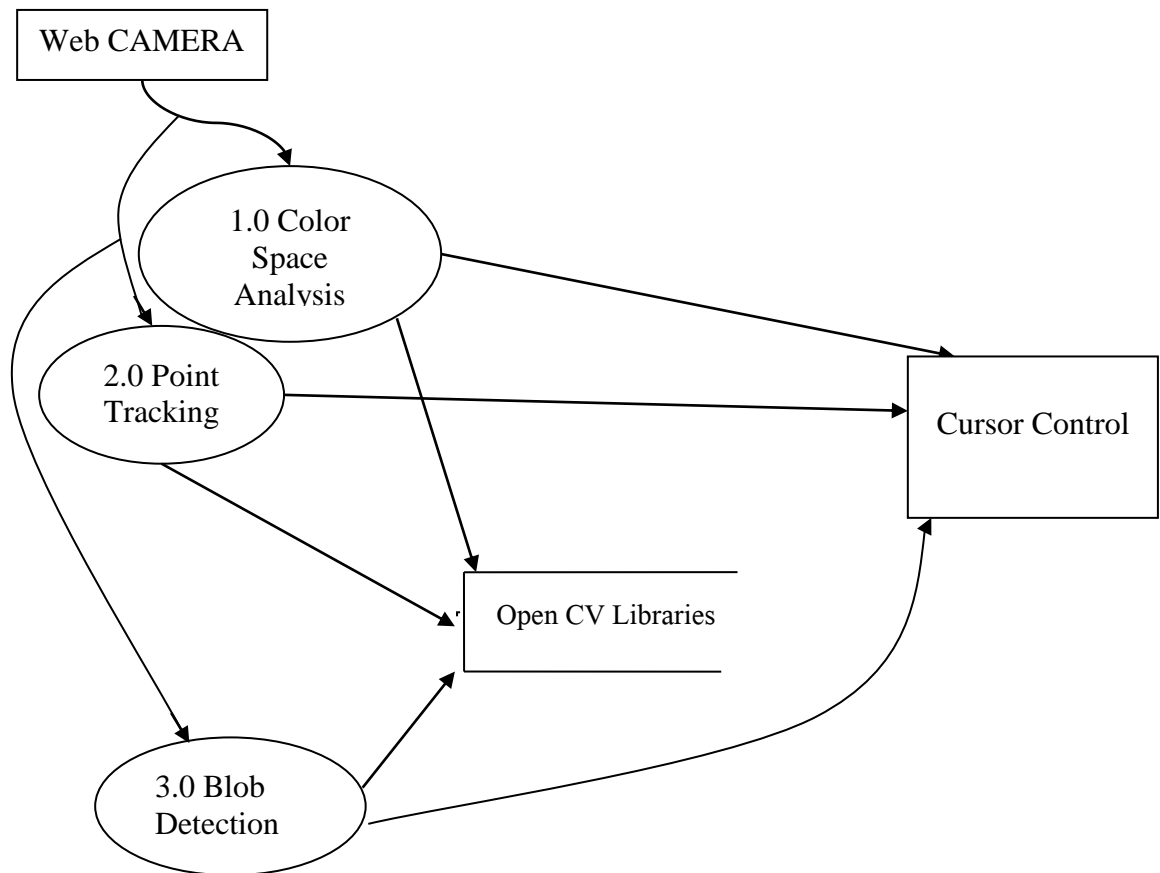 Web CAMERA
1.0 Color
Space
Analysis
2.0 Point
Tracking
Cursor Control
Open CV Libraries
3.0 Blob
Detection